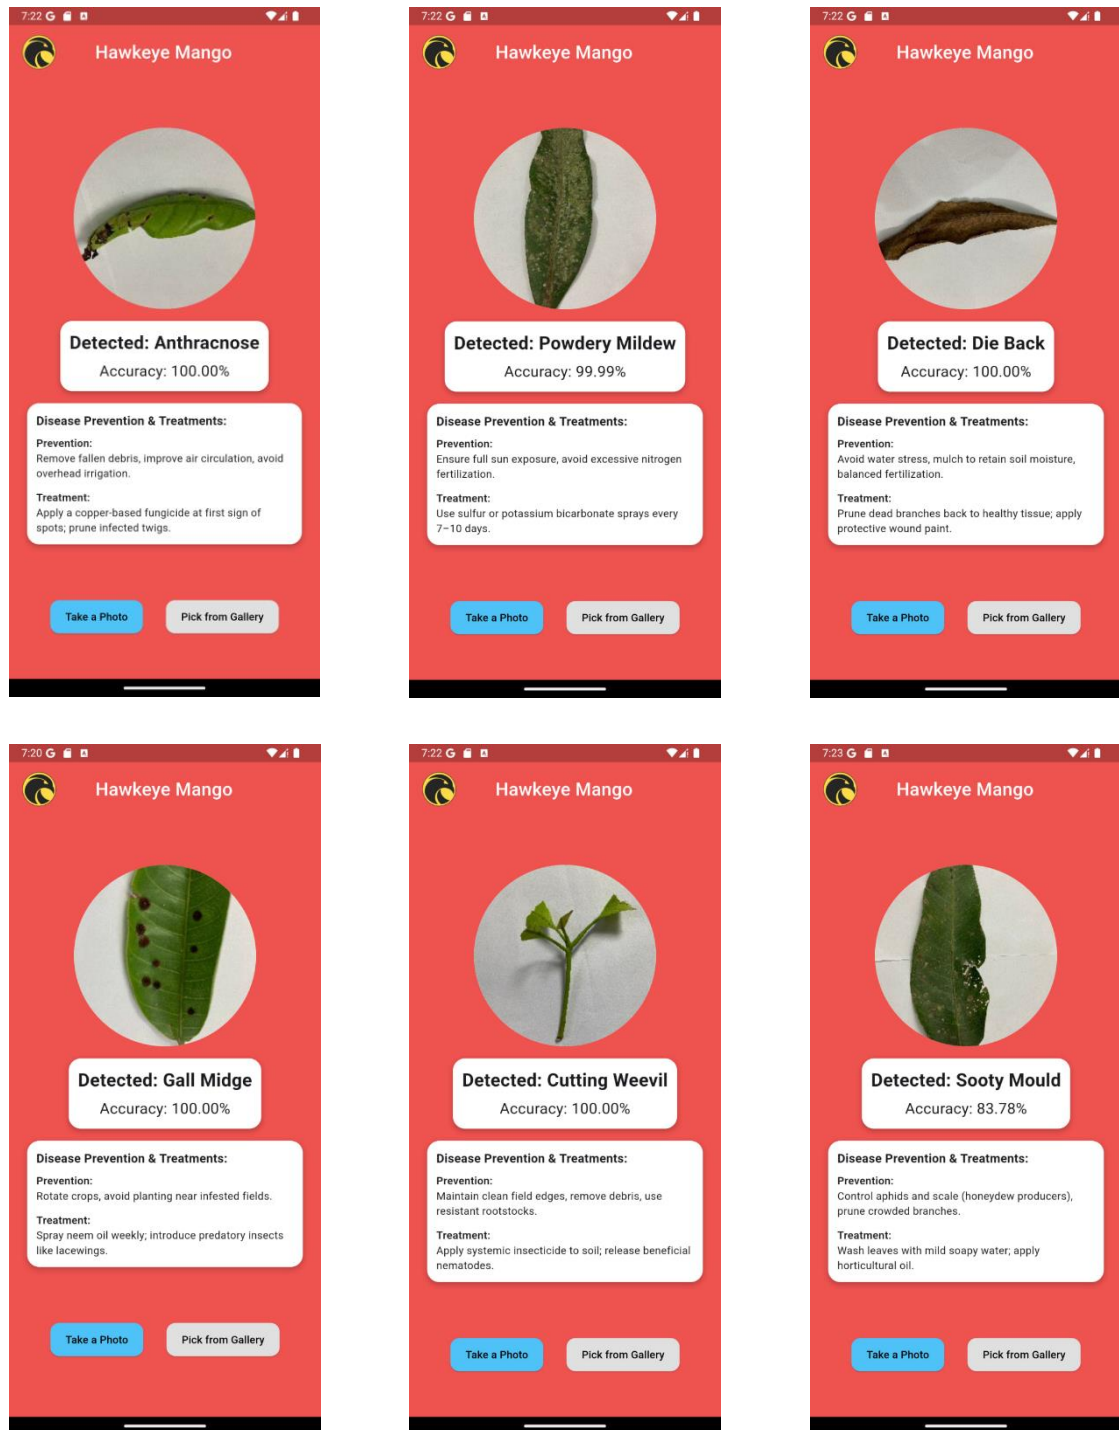 7:22 G
Hawkeye Mango
Detected: Anthracnose
Accuracy: 100.00%
Disease Prevention & Treatments:
Prevention:
Remove fallen debris, improve air circulation, avoid
overhead irrigation.
Treatment:
Apply a copper-based fungicide at first sign of
spots; prune infected twigs.
Take a Photo
Pick from Gallery
7:22 G
Hawkeye Mango
Detected: Powdery Mildew
Accuracy: 99.99%
Disease Prevention & Treatments:
Prevention:
Ensure full sun exposure, avoid excessive nitrogen
fertilization.
Treatment:
Use sulfur or potassium bicarbonate sprays every
7–10 days.
Take a Photo
Pick from Gallery
7:22 G
Hawkeye Mango
Detected: Die Back
Accuracy: 100.00%
Disease Prevention & Treatments:
Prevention:
Avoid water stress, mulch to retain soil moisture,
balanced fertilization.
Treatment:
Prune dead branches back to healthy tissue; apply
protective wound paint.
Take a Photo
Pick from Gallery
7:20 G
Hawkeye Mango
Detected: Gall Midge
Accuracy: 100.00%
Disease Prevention & Treatments:
Prevention:
Rotate crops, avoid planting near infested fields.
Treatment:
Spray neem oil weekly; introduce predatory insects
like lacewings.
Take a Photo
Pick from Gallery
7:22 G
Hawkeye Mango
Detected: Cutting Weevil
Accuracy: 100.00%
Disease Prevention & Treatments:
Prevention:
Maintain clean field edges, remove debris, use
resistant rootstocks.
Treatment:
Apply systemic insecticide to soil; release beneficial
nematodes.
Take a Photo
Pick from Gallery
7:23 G
Hawkeye Mango
Detected: Sooty Mould
Accuracy: 83.78%
Disease Prevention & Treatments:
Prevention:
Control aphids and scale (honeydew producers),
prune crowded branches.
Treatment:
Wash leaves with mild soapy water; apply
horticultural oil.
Take a Photo
Pick from Gallery